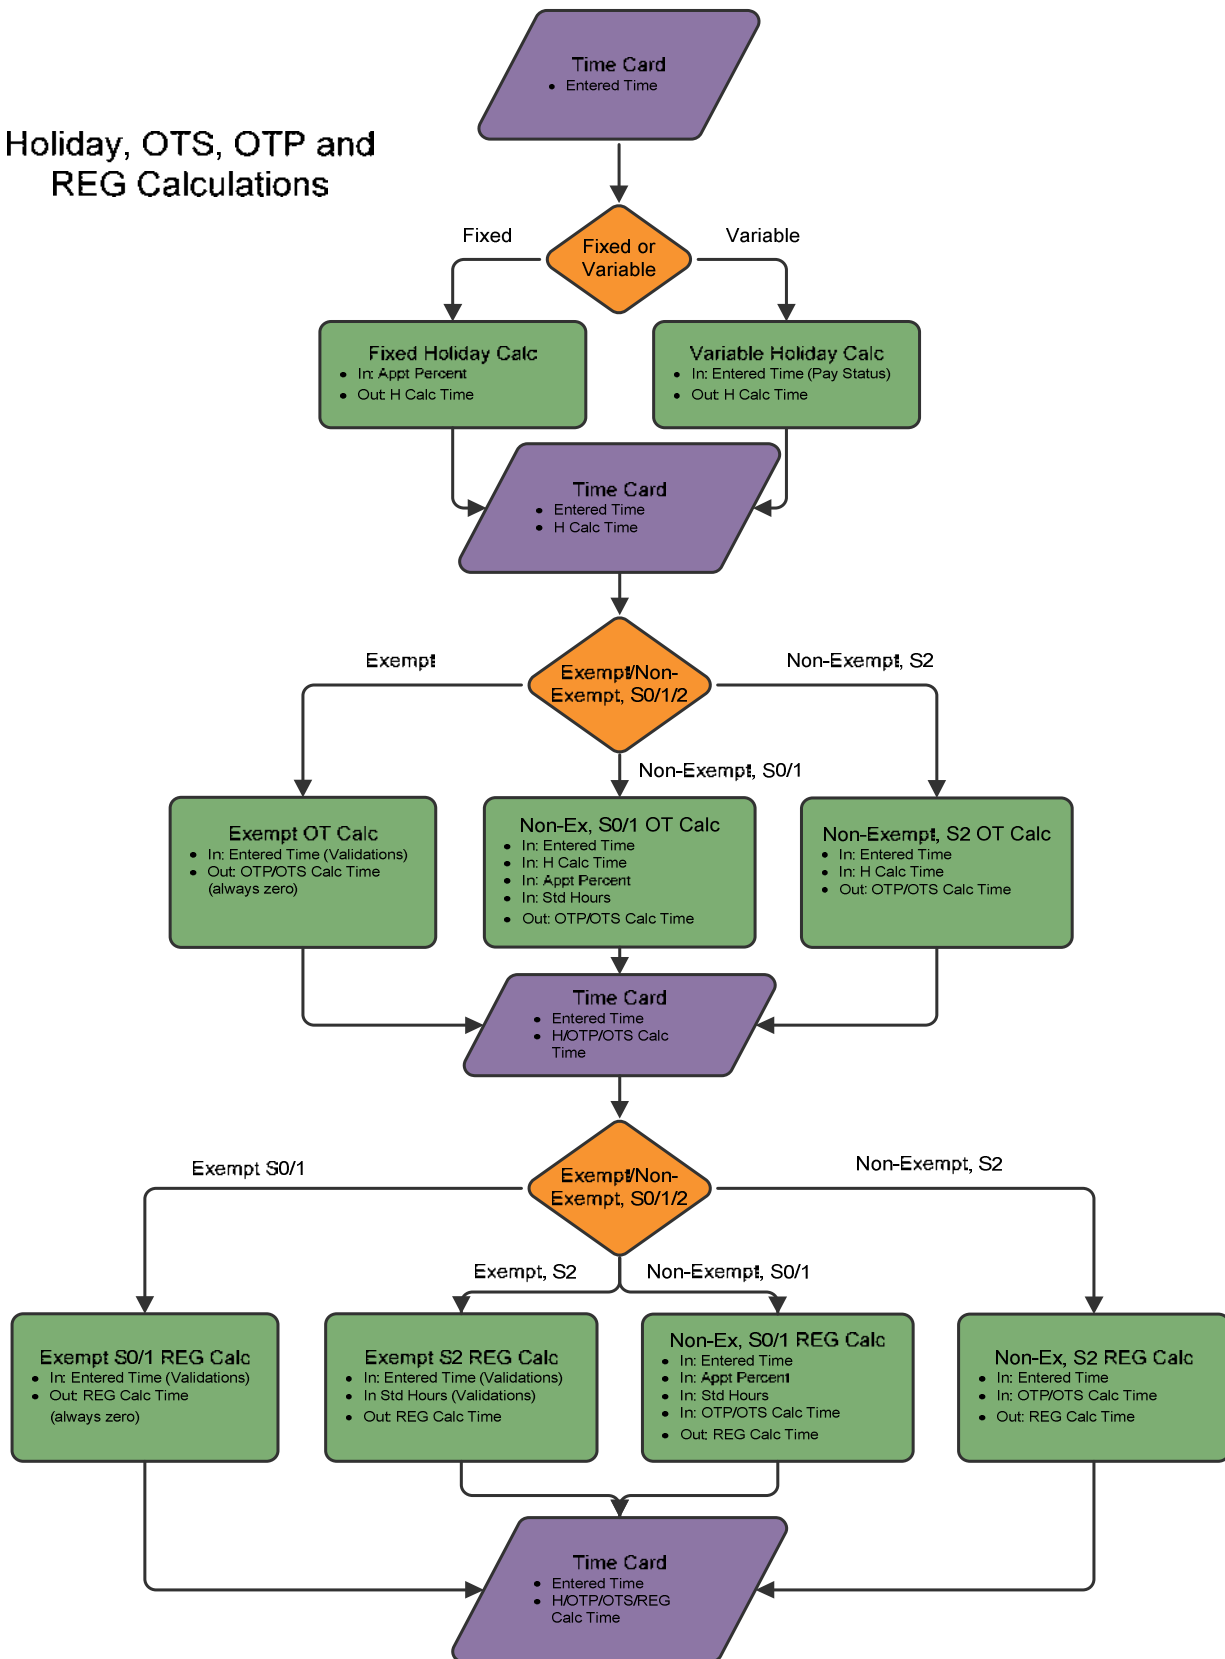 Time Card
• Entered Time
Holiday, OTS, OTP and
REG Calculations
Fixed
Variable
Fixed or
Variable
Fixed Holiday Calc
• In: Appt Percent
• Out: H Calc Time
Variable Holiday Calc
• In: Entered Time (Pay Status)
• Out: H Calc Time
Time Card
• Entered Time
• H Calc Time
Exempt
Non-Exempt, S2
Exempt/Non-
Exempt, S0/1/2
Non-Exempt, S0/1
Exempt OT Calc
• In: Entered Time (Validations)
• Out: OTP/OTS Calc Time
(always zero)
Non-Ex, S0/1 OT Calc
• In: Entered Time
• In: H Calc Time
• In: Appt Percent
• In: Std Hours
• Out: OTP/OTS Calc Time
Non-Exempt, S2 OT Calc
• In: Entered Time
• In: H Calc Time
• Out: OTP/OTS Calc Time
Time Card
• Entered Time
• H/OTP/OTS Calc
Time
Exempt S0/1
Non-Exempt, S2
Exempt/Non-
Exempt, S0/1/2
Exempt, S2
Non-Exempt, S0/1
Exempt S0/1 REG Calc
• In: Entered Time (Validations)
• Out: REG Calc Time
(always zero)
Exempt S2 REG Calc
• In: Entered Time (Validations)
• In Std Hours (Validations)
• Out: REG Calc Time
Non-Ex, S0/1 REG Calc
• In: Entered Time
• In: Appt Percent
• In: Std Hours
• In: OTP/OTS Calc Time
• Out: REG Calc Time
Non-Ex, S2 REG Calc
• In: Entered Time
• In: OTP/OTS Calc Time
• Out: REG Calc Time
Time Card
• Entered Time
• H/OTP/OTS/REG
Calc Time